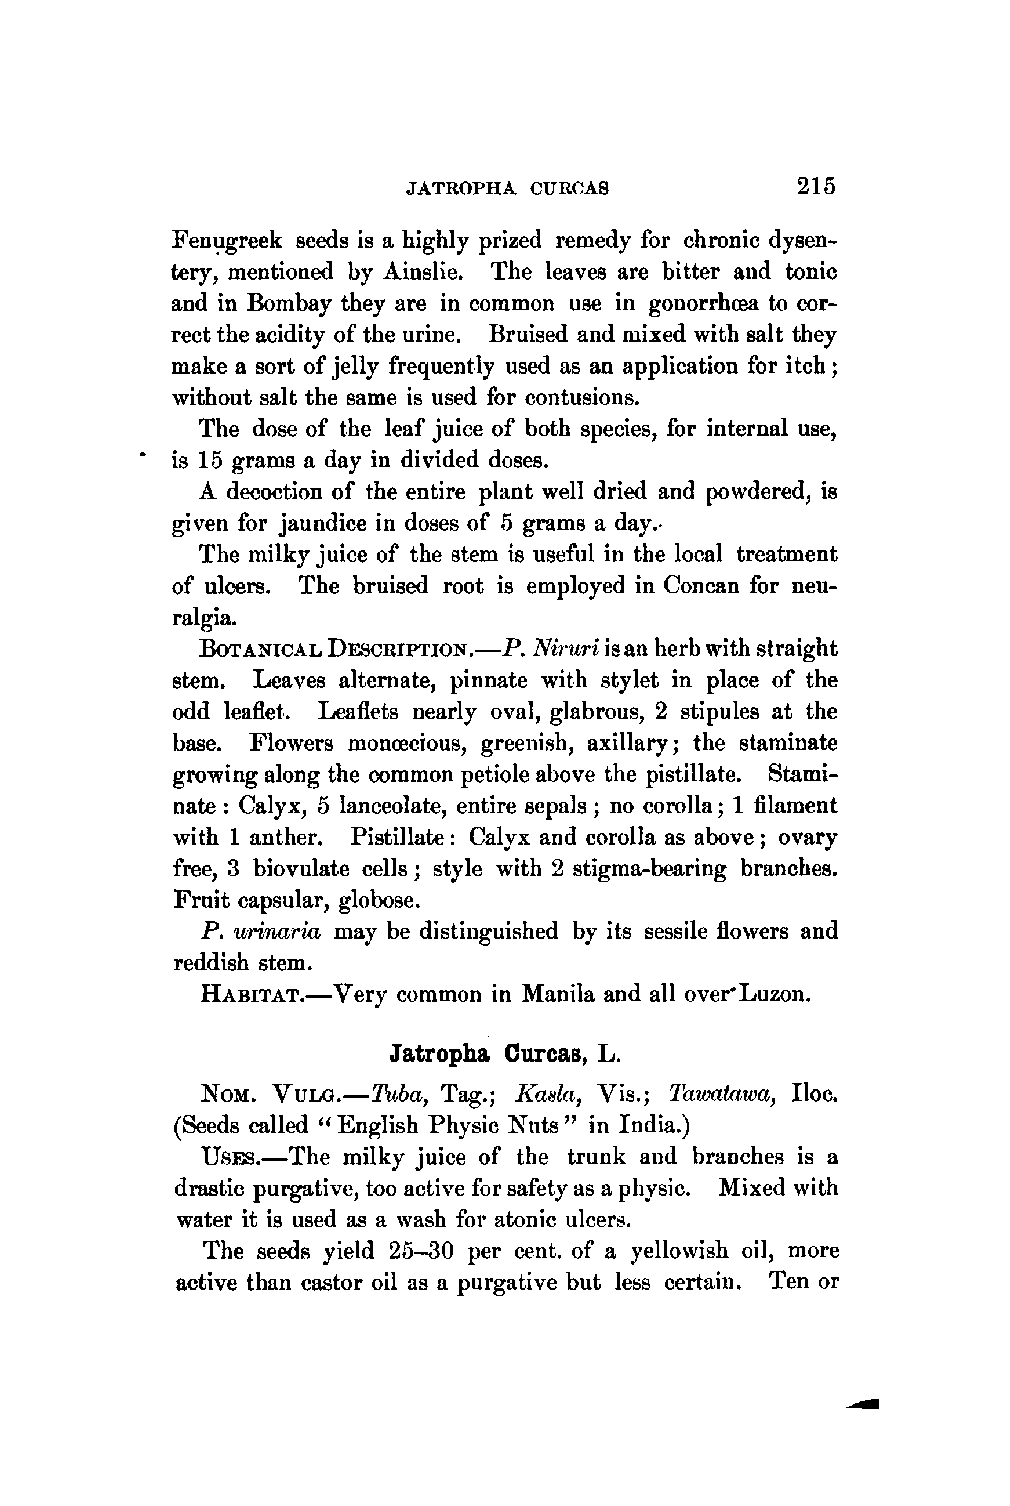 JATROPHA CURCAS 215
Fenugreek seeds is a highly prized remedy for chronic dysen-
tery, mentioned by Ainslie. The leaves are bitter and tonic
and in Bombay they are in common use in gonorrhœa to cor-
rect the acidity of the urine. Bruised and mixed with salt they
make a sort of jelly frequently used as an application for itch;
without salt the same is used for contusions.
The dose of the leaf juice of both species, for internal use,
is 15 grams a day in divided doses.
A decoction of the entire plant well dried and powdered, is
given for jaundice in doses of 5 grams a day.
The milky juice of the stem is useful in the local treatment
of ulcers. The bruised root is employed in Concan for neu-
ralgia.
BOTANICAL DESCRIPTION.—P. Niruri is an herb with straight
stem. Leaves alternate, pinnate with stylet in place of the
odd leaflet. Leaflets nearly oval, glabrous, 2 stipules at the
base. Flowers monœcious, greenish, axillary; the staminate
growing along the common petiole above the pistillate. Stami-
nate: Calyx, 5 lanceolate, entire sepals; no corolla; 1 filament
with 1 anther. Pistillate: Calyx and corolla as above; ovary
free, 3 biovulate cells; style with 2 stigma-bearing branches.
Fruit capsular, globose.
P. urinaria may be distinguished by its sessile flowers and
reddish stem.
HABITAT.—Very common in Manila and all over Luzon.
Jatropha Curcas, L.
NOM. VULG.—Tuba, Tag.; Kasla, Vis.; Tawatawa, Iloc.
(Seeds called "English Physic Nuts" in India.)
USES.—The milky juice of the trunk and branches is a
drastic purgative, too active for safety as a physic. Mixed with
water it is used as a wash for atonic ulcers.
The seeds yield 25–30 per cent. of a yellowish oil, more
active than castor oil as a purgative but less certain. Ten or